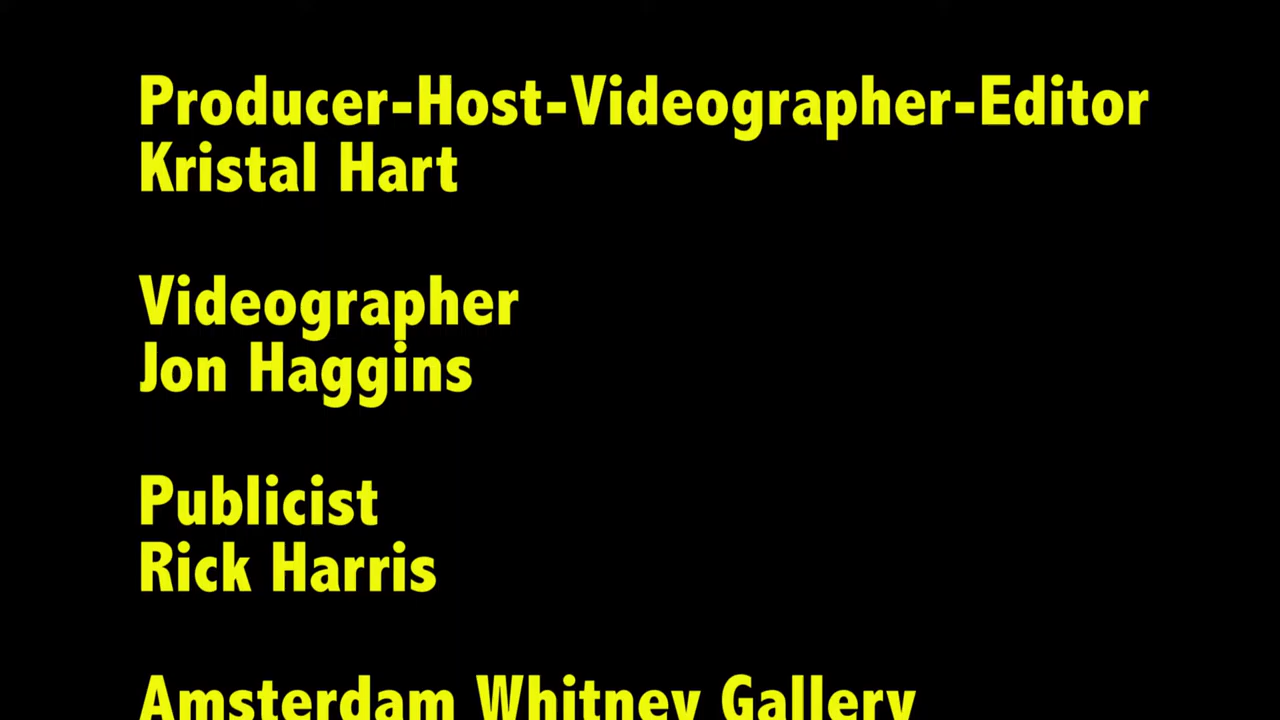 Producer-Host-Videographer-Editor
Kristal Hart
Videographer
Jon Haggins
Publicist
Rick Harris
Amsterdam Whitney Gallery